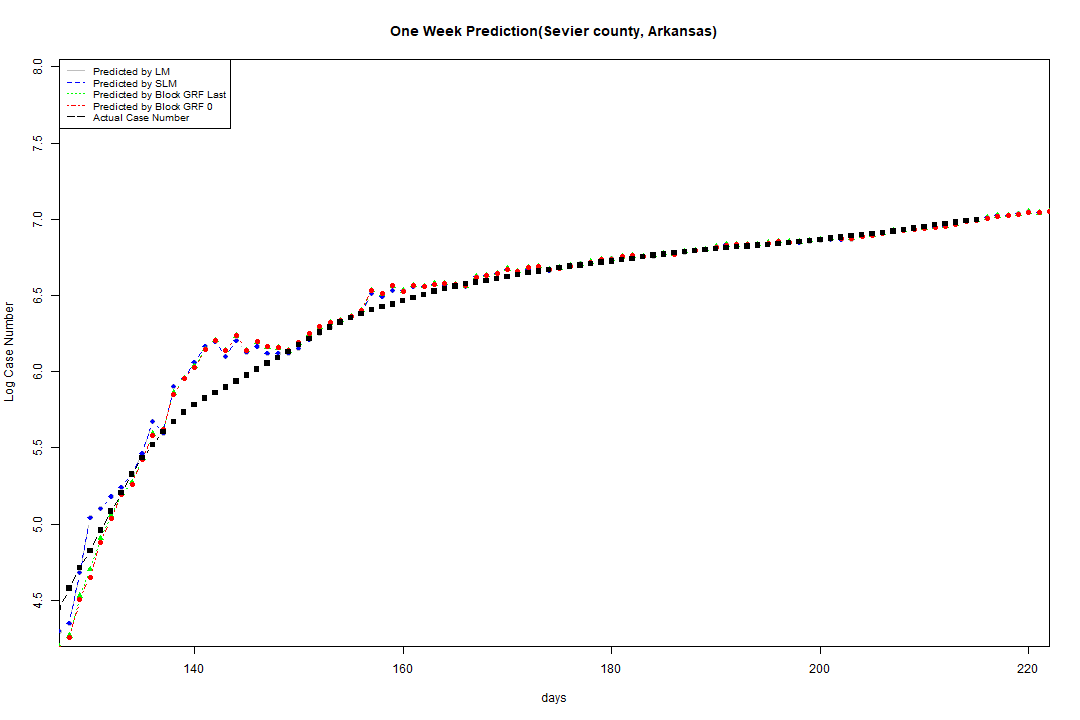 One Week Prediction(Sevier county, Arkansas)
Predicted by LM
Predicted by SLM
Predicted by Block GRF Last
Predicted by Block GRF 0
Actual Case Number
8.0
7.5
7.0
6.5
6.0
5.5
5.0
4.5
Log Case Number
140 160 180 200 220
days